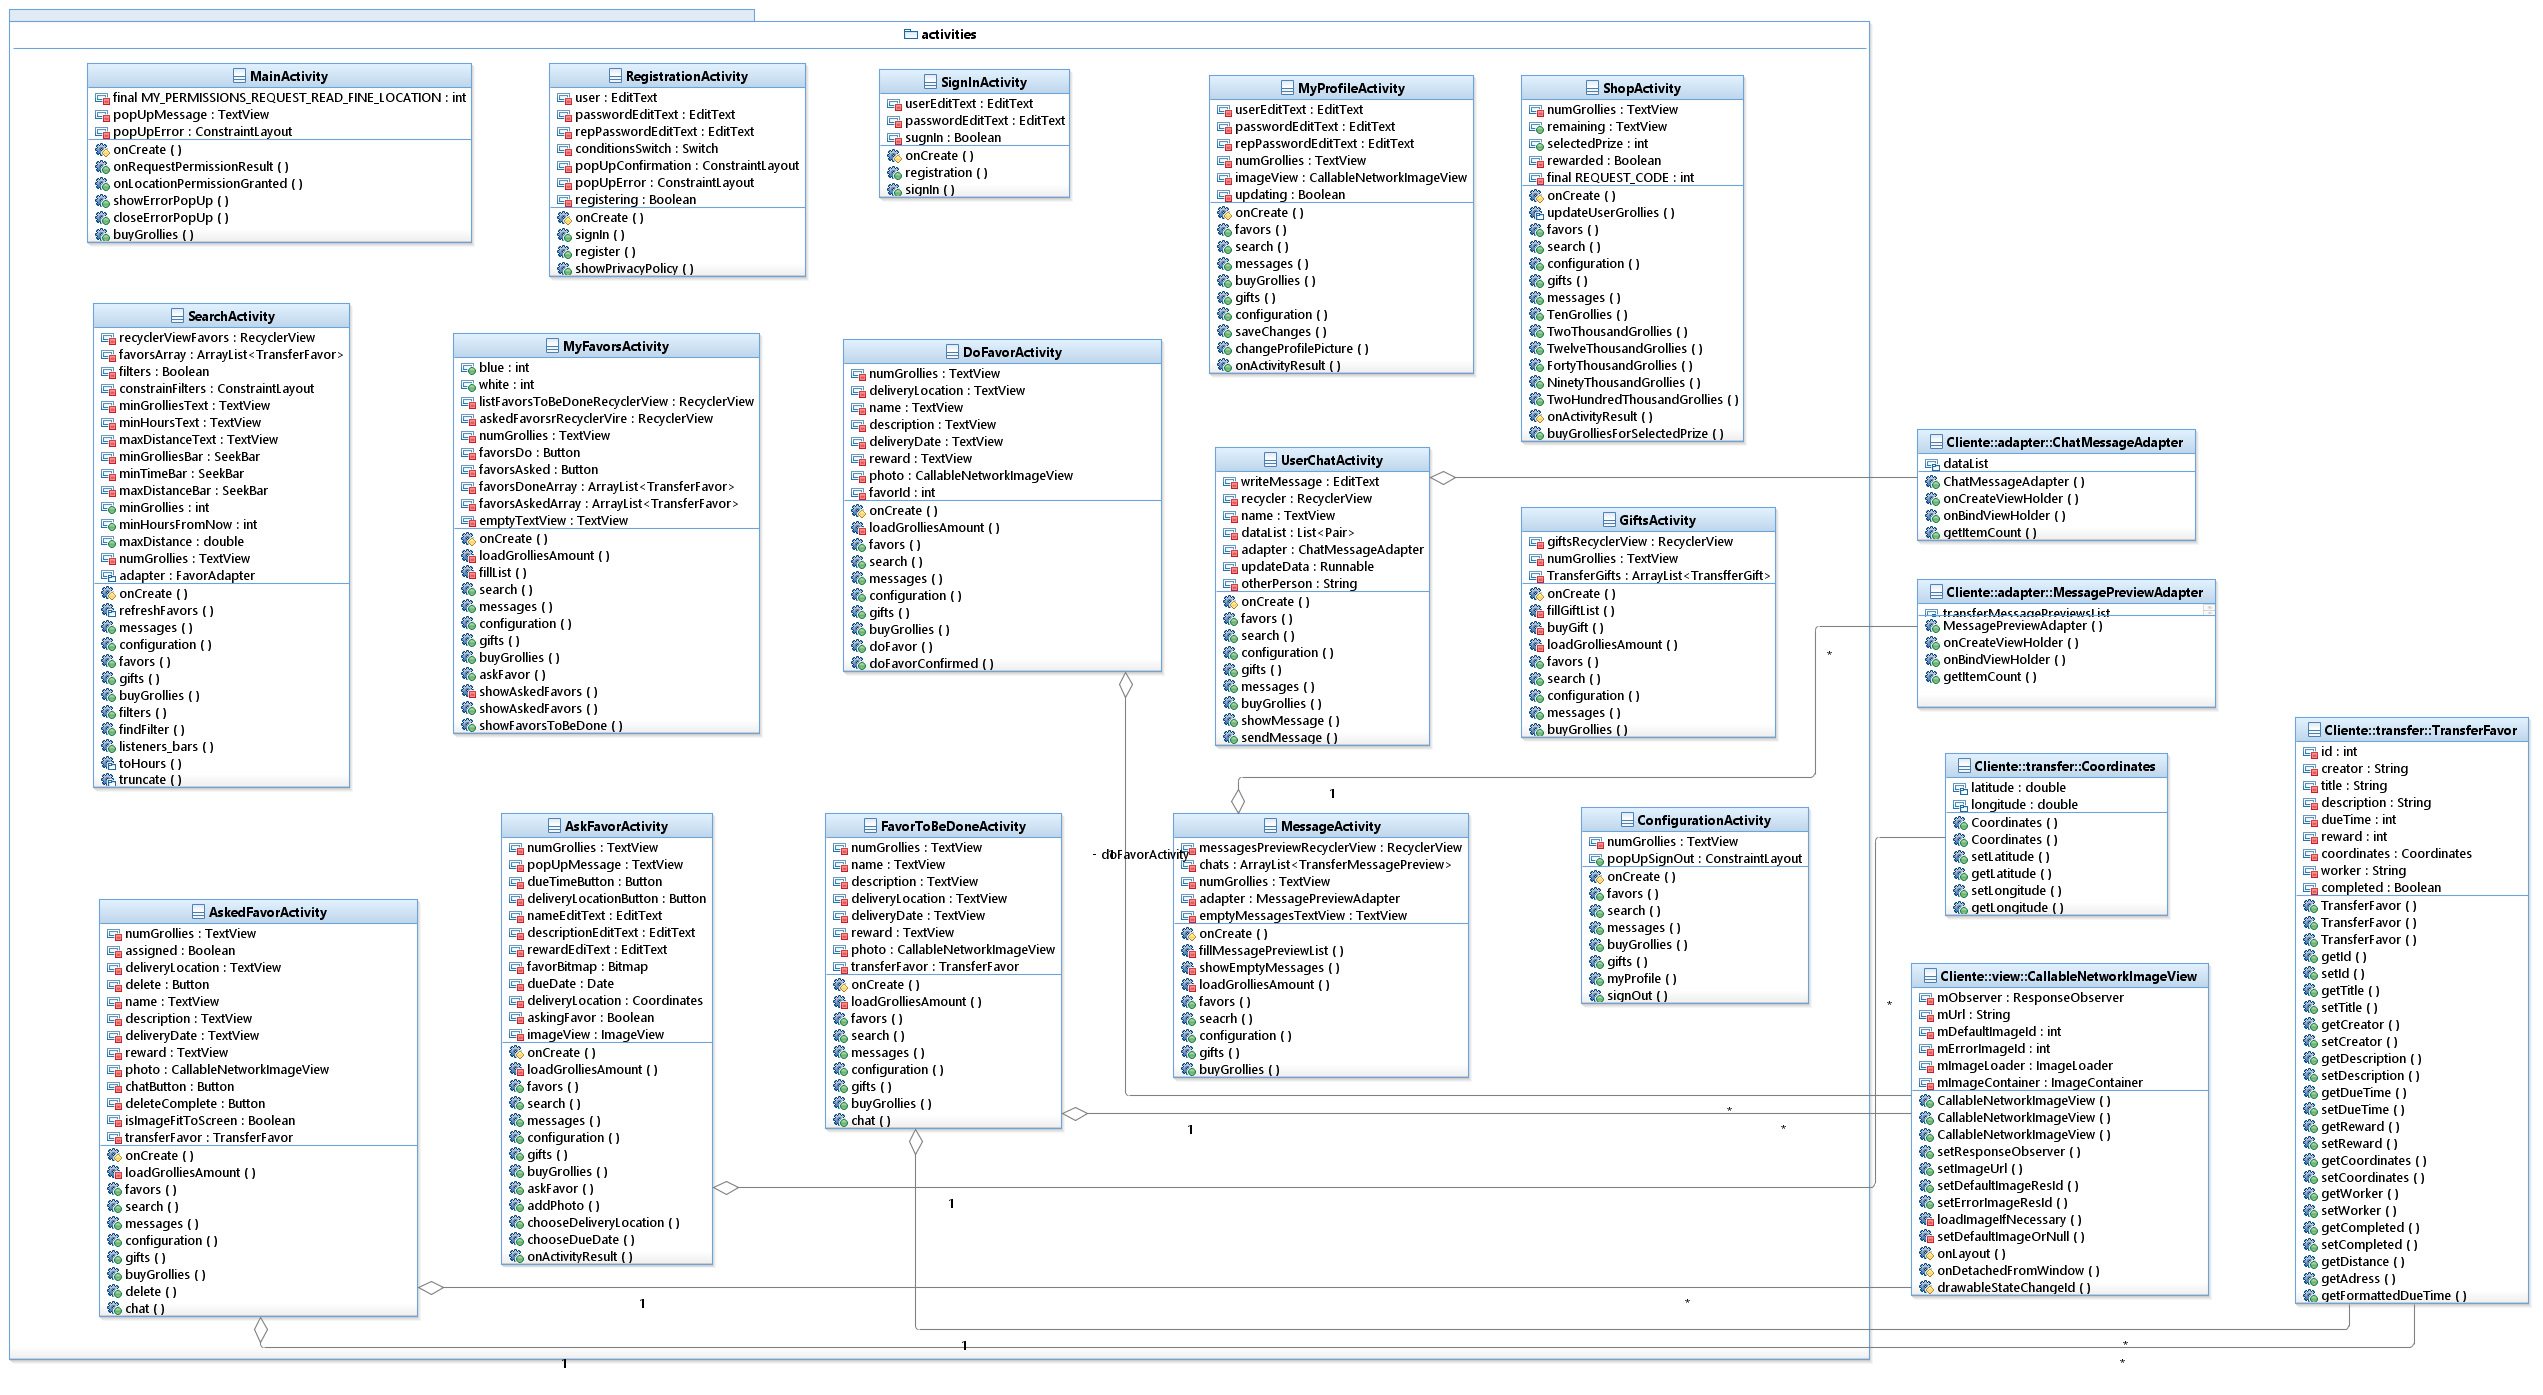 activities
MainActivity
final MY_PERMISSIONS_REQUEST_READ_FINE_LOCATION : int
popUpMessage : TextView
popUpError : ConstraintLayout
onCreate ( )
onRequestPermissionResult ( )
onLocationPermissionGranted ( )
showErrorPopUp ( )
closeErrorPopUp ( )
buyGrollies ( )
RegistrationActivity
user : EditText
passwordEditText : EditText
repPasswordEditText : EditText
conditionsSwitch : Switch
popUpConfirmation : ConstraintLayout
popUpError : ConstraintLayout
registering : Boolean
onCreate ( )
signIn ( )
register ( )
showPrivacyPolicy ( )
SignInActivity
userEditText : EditText
passwordEditText : EditText
sugnIn : Boolean
onCreate ( )
registration ( )
signIn ( )
MyProfileActivity
userEditText : EditText
passwordEditText : EditText
repPasswordEditText : EditText
numGrollies : TextView
imageView : CallableNetworkImageView
updating : Boolean
onCreate ( )
favors ( )
search ( )
messages ( )
buyGrollies ( )
gifts ( )
configuration ( )
saveChanges ( )
changeProfilePicture ( )
onActivityResult ( )
ShopActivity
numGrollies : TextView
remaining : TextView
selectedPrize : int
rewarded : Boolean
final REQUEST_CODE : int
onCreate ( )
updateUserGrollies ( )
favors ( )
search ( )
configuration ( )
gifts ( )
messages ( )
TenGrollies ( )
TwoThousandGrollies ( )
TwelveThousandGrollies ( )
FortyThousandGrollies ( )
NinetyThousandGrollies ( )
TwoHundredThousandGrollies ( )
onActivityResult ( )
buyGrolliesForSelectedPrize ( )
SearchActivity
recyclerViewFavors : RecyclerView
favorsArray : ArrayList<TransferFavor>
filters : Boolean
constrainFilters : ConstraintLayout
minGrolliesText : TextView
minHoursText : TextView
maxDistanceText : TextView
minGrolliesBar : SeekBar
minTimeBar : SeekBar
maxDistanceBar : SeekBar
minGrollies : int
minHoursFromNow : int
maxDistance : double
numGrollies : TextView
adapter : FavorAdapter
onCreate ( )
refreshFavors ( )
messages ( )
configuration ( )
favors ( )
gifts ( )
buyGrollies ( )
filters ( )
findFilter ( )
listeners_bars ( )
toHours ( )
truncate ( )
MyFavorsActivity
blue : int
white : int
listFavorsToBeDoneRecyclerView : RecyclerView
askedFavorsrRecyclerVire : RecyclerView
numGrollies : TextView
favorsDo : Button
favorsAsked : Button
favorsDoneArray : ArrayList<TransferFavor>
favorsAskedArray : ArrayList<TransferFavor>
emptyTextView : TextView
onCreate ( )
loadGrolliesAmount ( )
fillList ( )
search ( )
messages ( )
configuration ( )
gifts ( )
buyGrollies ( )
askFavor ( )
showAskedFavors ( )
showAskedFavors ( )
showFavorsToBeDone ( )
DoFavorActivity
numGrollies : TextView
deliveryLocation : TextView
name : TextView
description : TextView
deliveryDate : TextView
reward : TextView
photo : CallableNetworkImageView
favorId : int
onCreate ( )
loadGrolliesAmount ( )
favors ( )
search ( )
messages ( )
configuration ( )
gifts ( )
buyGrollies ( )
doFavor ( )
doFavorConfirmed ( )
UserChatActivity
writeMessage : EditText
recycler : RecyclerView
name : TextView
dataList : List<Pair>
adapter : ChatMessageAdapter
updateData : Runnable
otherPerson : String
onCreate ( )
favors ( )
search ( )
configuration ( )
gifts ( )
messages ( )
buyGrollies ( )
showMessage ( )
sendMessage ( )
GiftsActivity
giftsRecyclerView : RecyclerView
numGrollies : TextView
TransferGifts : ArrayList<TransfferGift>
onCreate ( )
fillGiftList ( )
buyGift ( )
loadGrolliesAmount ( )
favors ( )
search ( )
configuration ( )
messages ( )
buyGrollies ( )
Cliente::adapter::ChatMessageAdapter
dataList
ChatMessageAdapter ( )
onCreateViewHolder ( )
onBindViewHolder ( )
getItemCount ( )
Cliente::adapter::MessagePreviewAdapter
transferMessagePreviewsList
MessagePreviewAdapter ( )
onCreateViewHolder ( )
onBindViewHolder ( )
getItemCount ( )
*
1
Cliente::transfer::Coordinates
latitude : double
longitude : double
Coordinates ( )
Coordinates ( )
setLatitude ( )
getLatitude ( )
setLongitude ( )
getLongitude ( )
Cliente::transfer::TransferFavor
id : int
creator : String
title : String
description : String
dueTime : int
reward : int
coordinates : Coordinates
worker : String
completed : Boolean
TransferFavor ( )
TransferFavor ( )
TransferFavor ( )
getId ( )
setId ( )
getTitle ( )
setTitle ( )
getCreator ( )
setCreator ( )
getDescription ( )
setDescription ( )
getDueTime ( )
setDueTime ( )
getReward ( )
setReward ( )
getCoordinates ( )
setCoordinates ( )
getWorker ( )
setWorker ( )
getCompleted ( )
setCompleted ( )
getDistance ( )
getAdress ( )
getFormattedDueTime ( )
AskedFavorActivity
numGrollies : TextView
assigned : Boolean
deliveryLocation : TextView
delete : Button
name : TextView
description : TextView
deliveryDate : TextView
reward : TextView
photo : CallableNetworkImageView
chatButton : Button
deleteComplete : Button
isImageFitToScreen : Boolean
transferFavor : TransferFavor
onCreate ( )
loadGrolliesAmount ( )
favors ( )
search ( )
messages ( )
configuration ( )
gifts ( )
buyGrollies ( )
delete ( )
chat ( )
AskFavorActivity
numGrollies : TextView
popUpMessage : TextView
dueTimeButton : Button
deliveryLocationButton : Button
nameEditText : EditText
descriptionEditText : EditText
rewardEdiText : EditText
favorBitmap : Bitmap
dueDate : Date
deliveryLocation : Coordinates
askingFavor : Boolean
imageView : ImageView
onCreate ( )
loadGrolliesAmount ( )
favors ( )
search ( )
messages ( )
configuration ( )
gifts ( )
buyGrollies ( )
askFavor ( )
addPhoto ( )
chooseDeliveryLocation ( )
chooseDueDate ( )
onActivityResult ( )
FavorToBeDoneActivity
numGrollies : TextView
name : TextView
description : TextView
deliveryLocation : TextView
deliveryDate : TextView
reward : TextView
photo : CallableNetworkImageView
transferFavor : TransferFavor
onCreate ( )
loadGrolliesAmount ( )
favors ( )
search ( )
messages ( )
configuration ( )
gifts ( )
buyGrollies ( )
chat ( )
- doFavorActivity
1
MessageActivity
messagesPreviewRecyclerView : RecyclerView
chats : ArrayList<TransferMessagePreview>
numGrollies : TextView
adapter : MessagePreviewAdapter
emptyMessagesTextView : TextView
onCreate ( )
fillMessagePreviewList ( )
showEmptyMessages ( )
loadGrolliesAmount ( )
favors ( )
seacrh ( )
configuration ( )
gifts ( )
buyGrollies ( )
ConfigurationActivity
numGrollies : TextView
popUpSignOut : ConstraintLayout
onCreate ( )
favors ( )
search ( )
messages ( )
buyGrollies ( )
gifts ( )
myProfile ( )
signOut ( )
Cliente::view::CallableNetworkImageView
mObserver : ResponseObserver
mUrl : String
mDefaultImageId : int
mErrorImageId : int
mImageLoader : ImageLoader
mImageContainer : ImageContainer
CallableNetworkImageView ( )
CallableNetworkImageView ( )
CallableNetworkImageView ( )
setResponseObserver ( )
setImageUrl ( )
setDefaultImageResId ( )
setErrorImageResId ( )
loadImageIfNecessary ( )
setDefaultImageOrNull ( )
onLayout ( )
onDetachedFromWindow ( )
drawableStateChangeId ( )
*
*
1
*
1
1
*
1
*
1
*